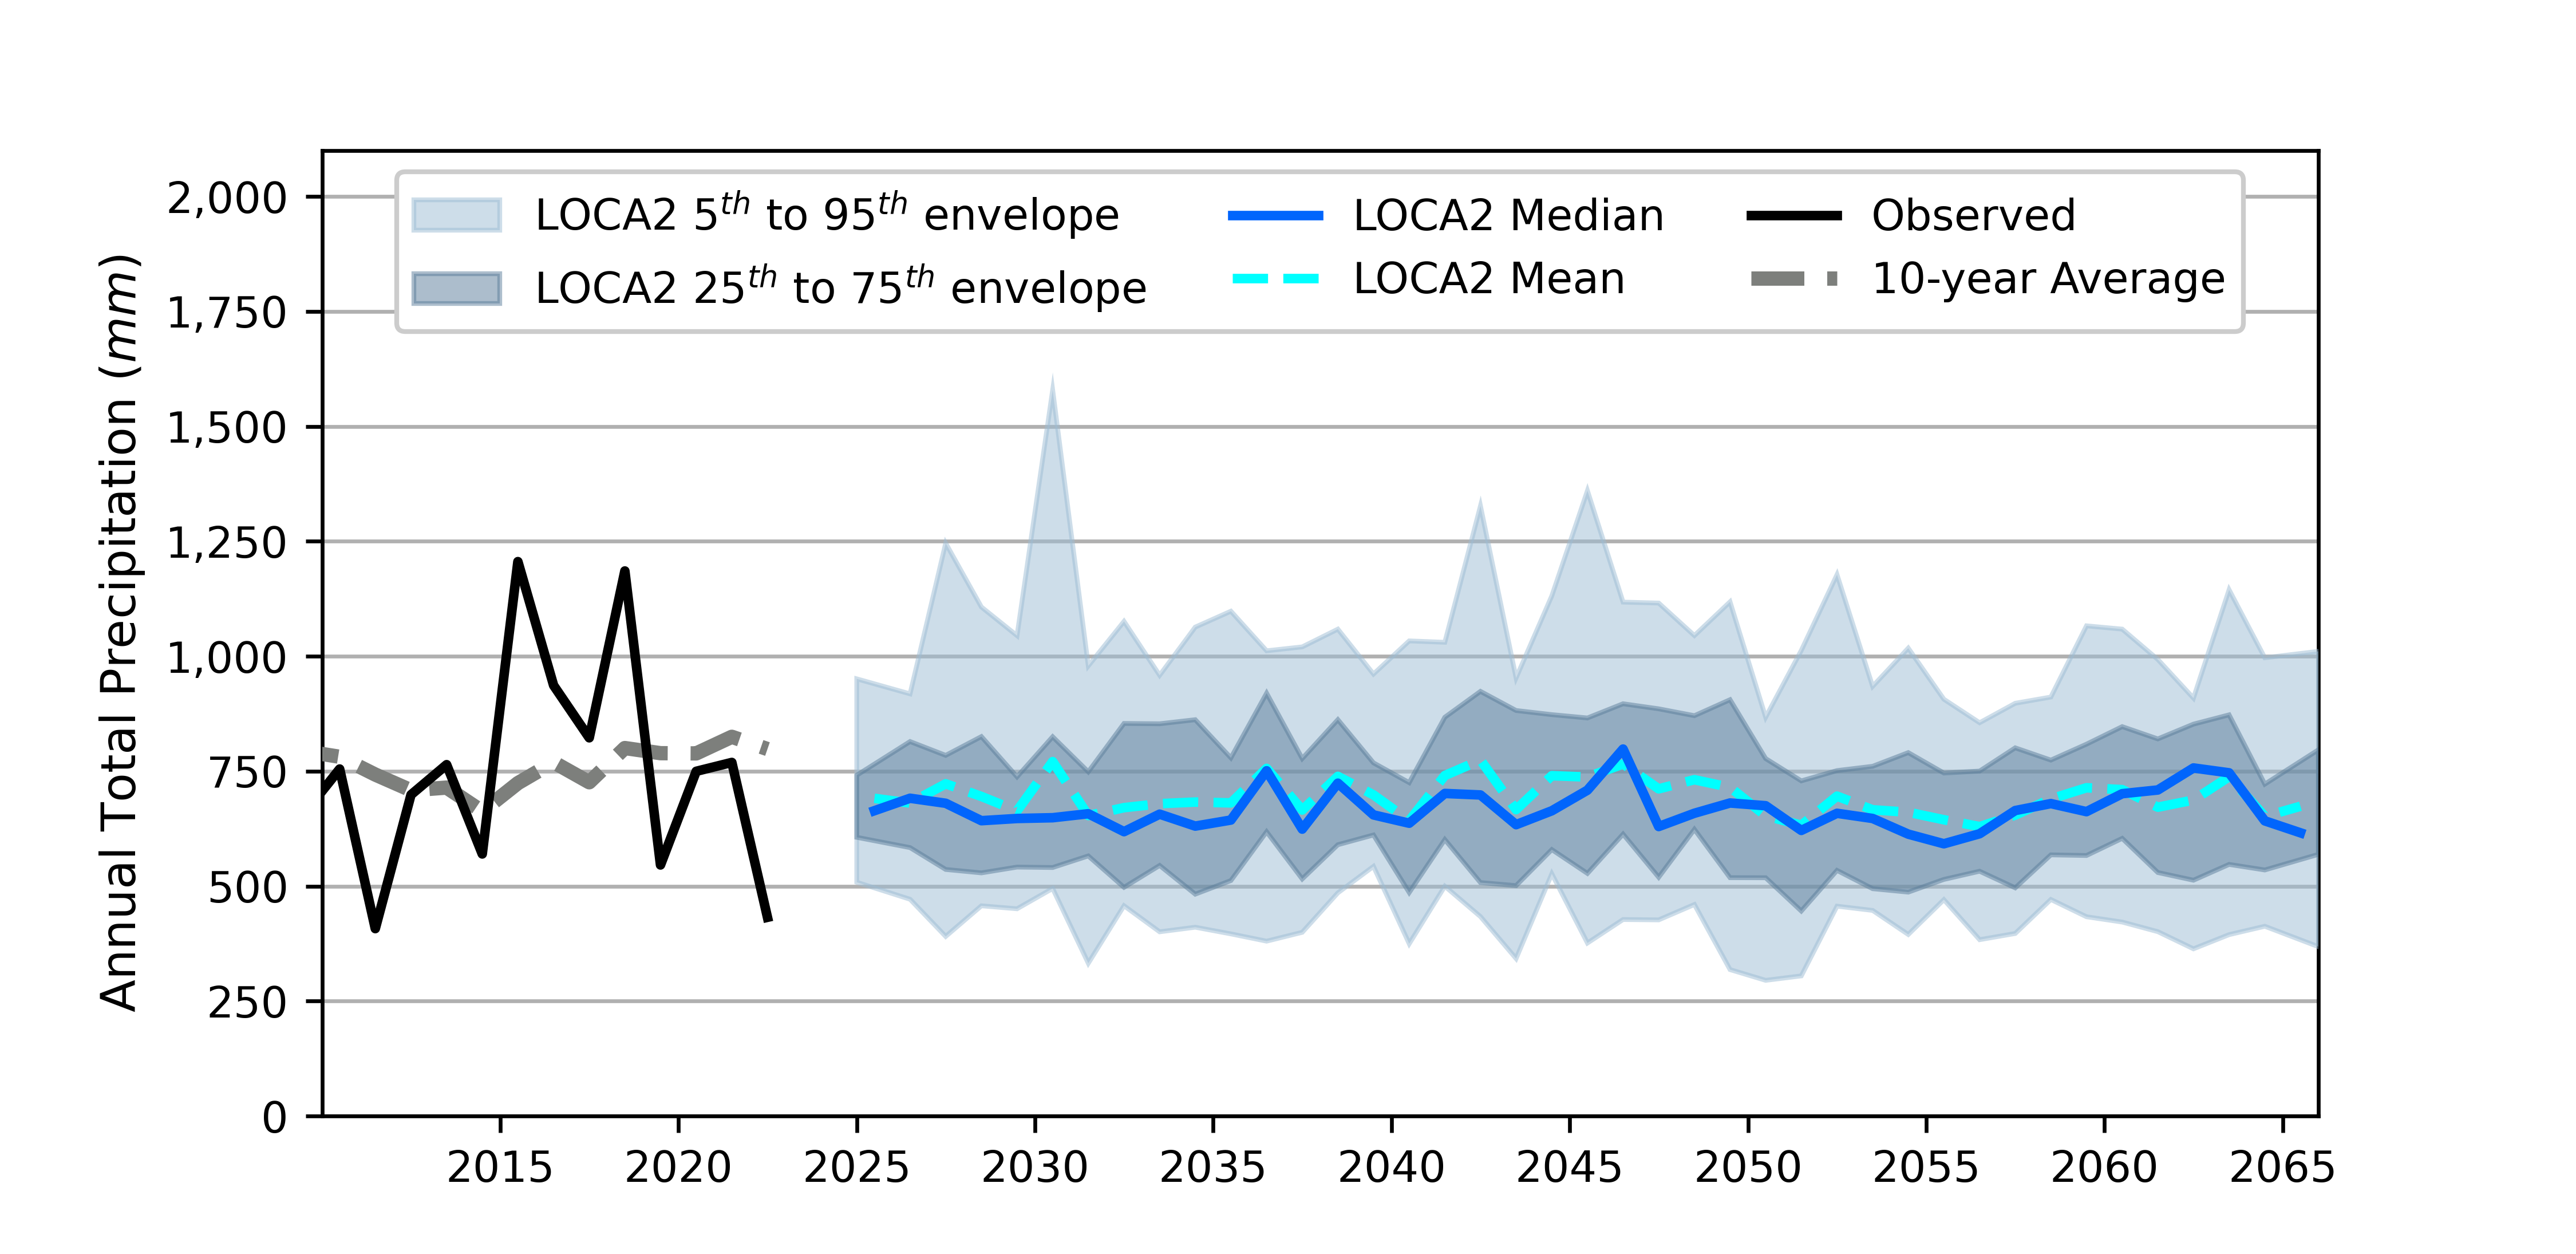 LOCA2 5th to 95th envelope
LOCA2 25th to 75th envelope
LOCA2 Median
LOCA2 Mean
Observed
10-year Average
Annual Total Precipitation (mm)
2,000
1,750
1,500
1,250
1,000
750
500
250
0
2015 2020 2025 2030 2035 2040 2045 2050 2055 2060 2065